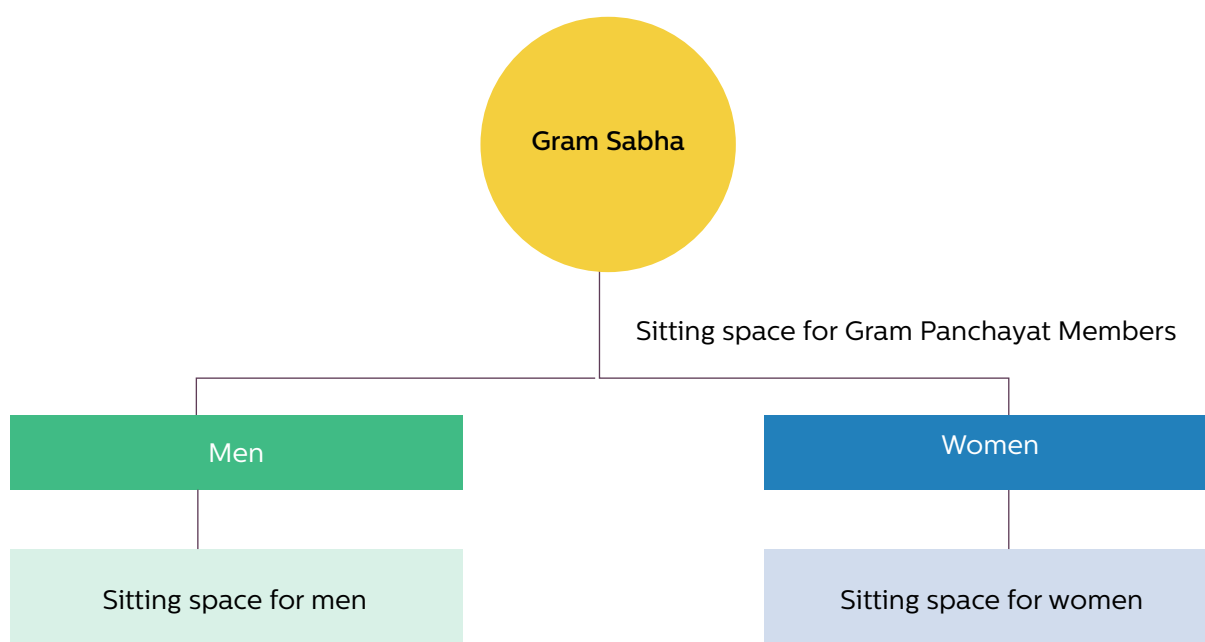 Gram Sabha
Sitting space for Gram Panchayat Members
Men
Women
Sitting space for men
Sitting space for women